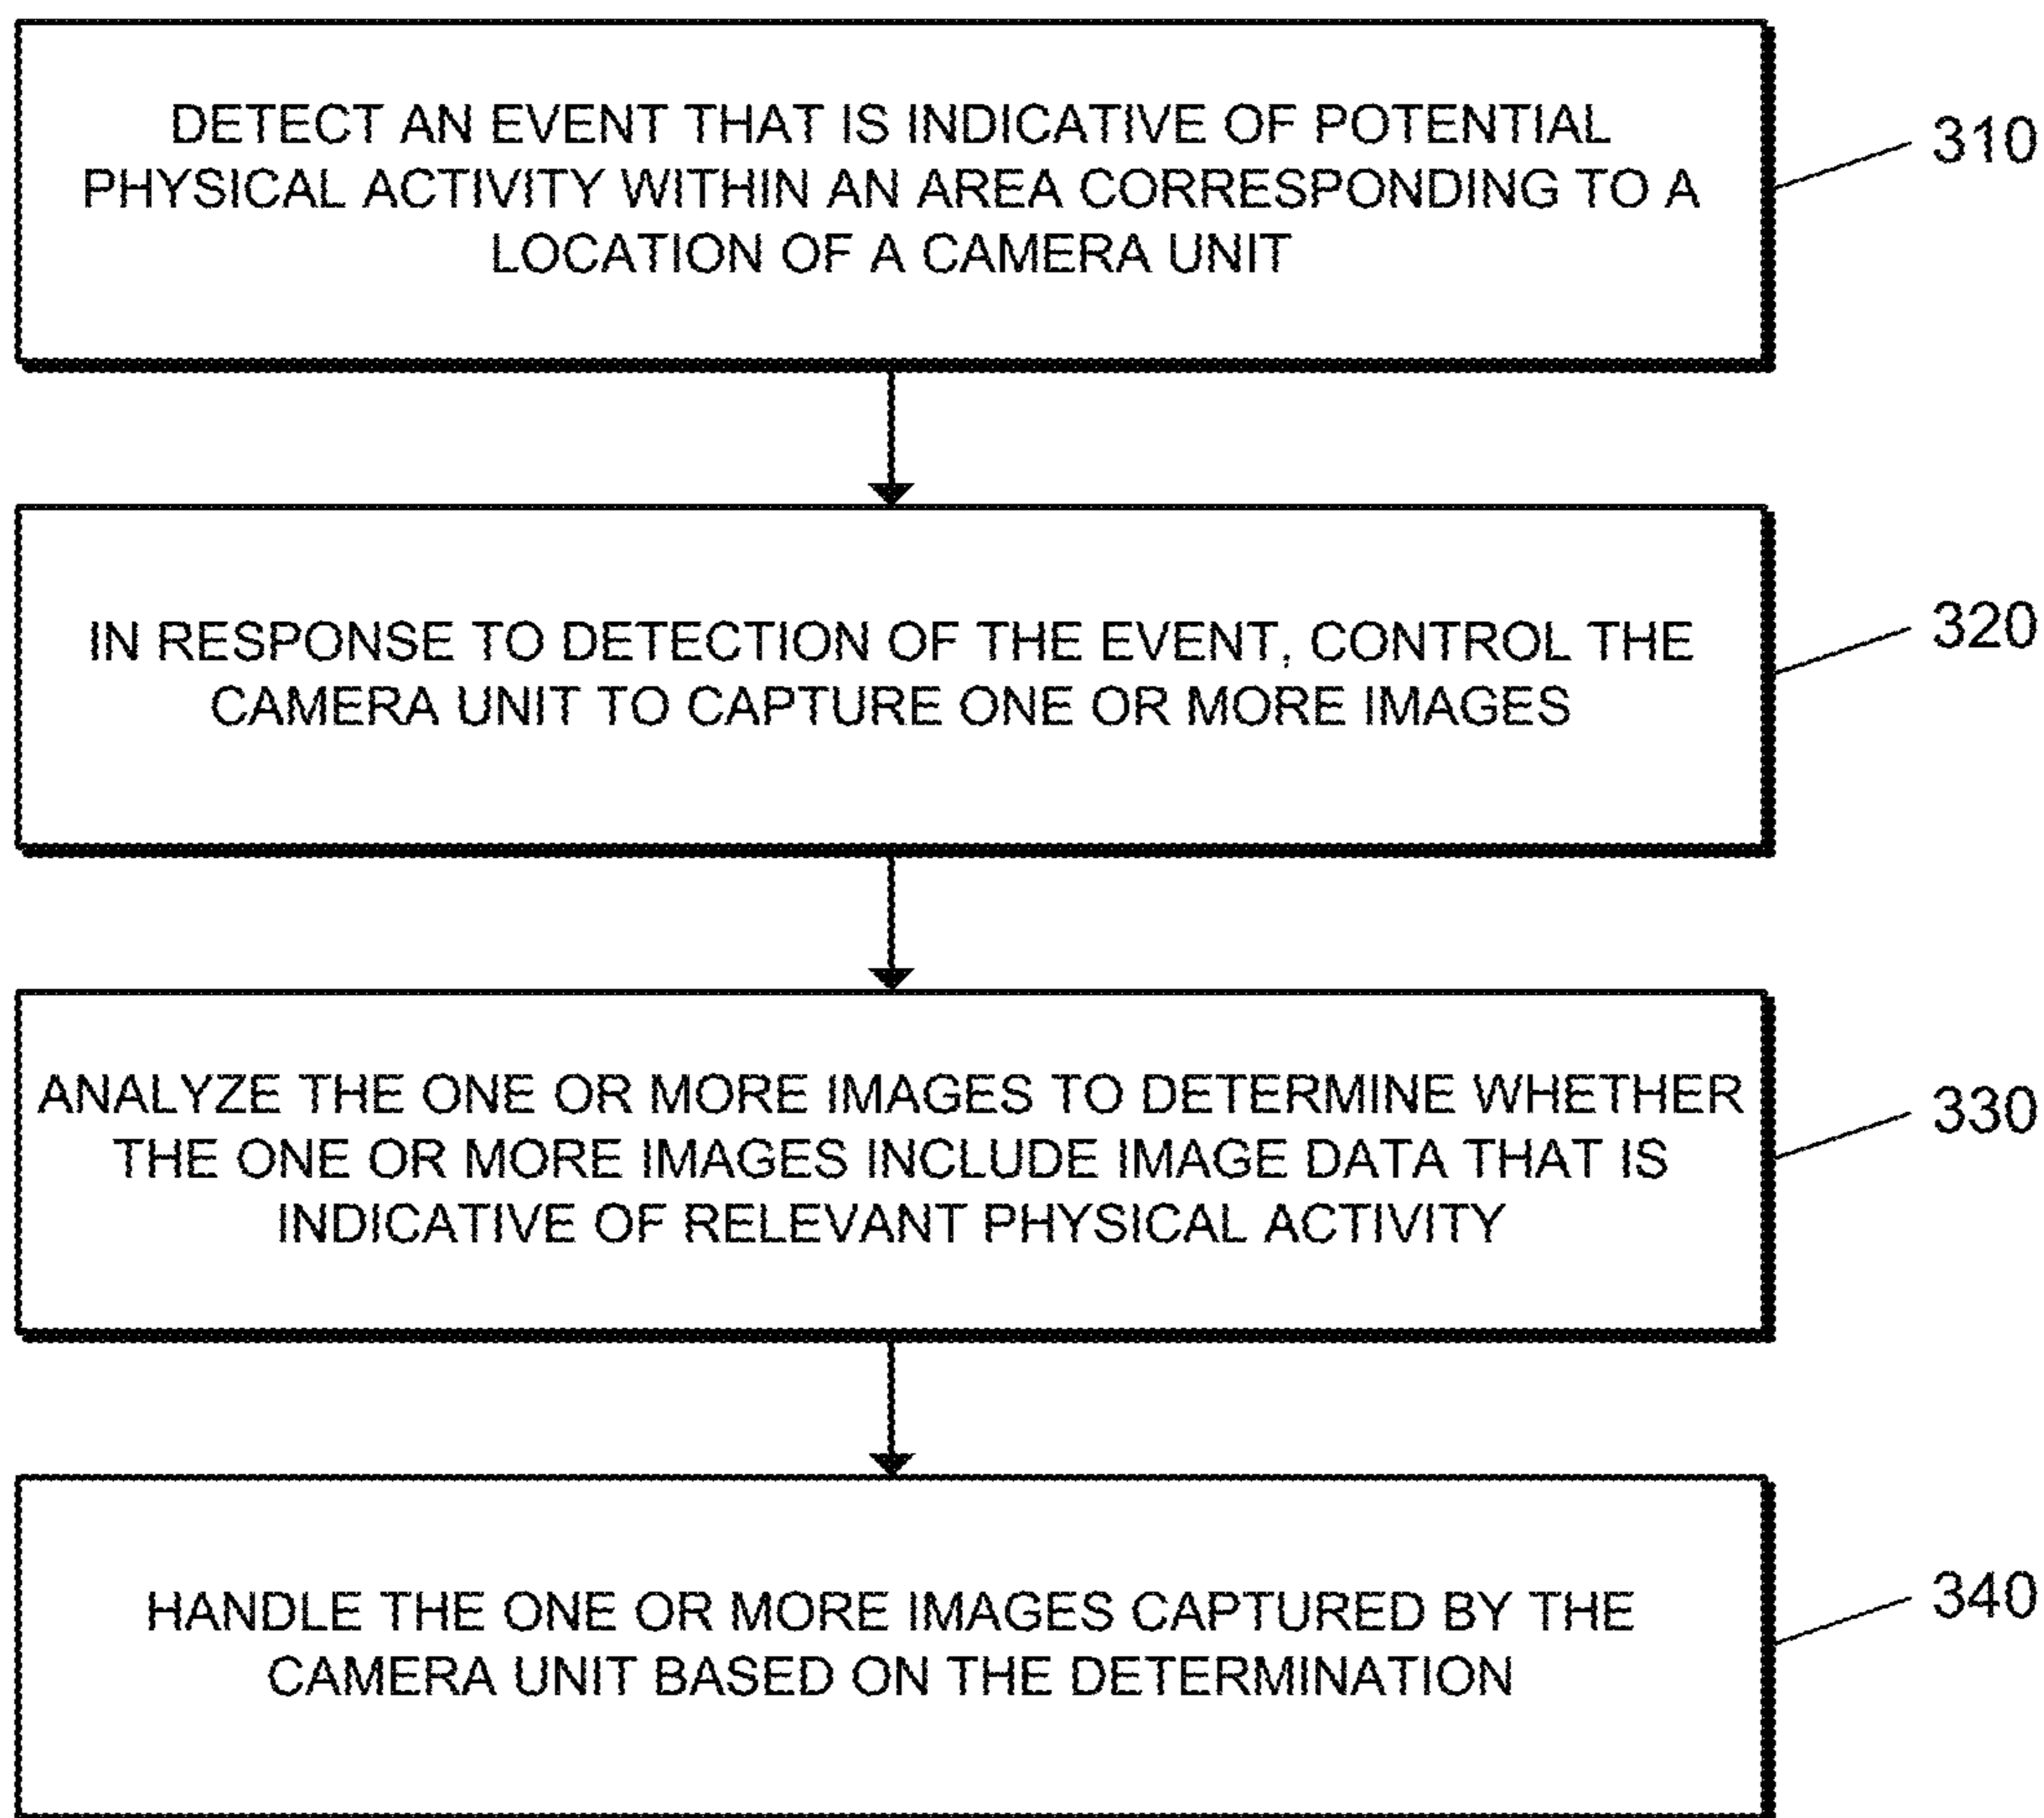 DETECT AN EVENT THAT IS INDICATIVE OF POTENTIAL
PHYSICAL ACTIVITY WITHIN AN AREA CORRESPONDING TO A
LOCATION OF A CAMERA UNIT
310
IN RESPONSE TO DETECTION OF THE EVENT, CONTROL THE
CAMERA UNIT TO CAPTURE ONE OR MORE IMAGES
320
ANALYZE THE ONE OR MORE IMAGES TO DETERMINE WHETHER
THE ONE OR MORE IMAGES INCLUDE IMAGE DATA THAT IS
INDICATIVE OF RELEVANT PHYSICAL ACTIVITY
330
HANDLE THE ONE OR MORE IMAGES CAPTURED BY THE
CAMERA UNIT BASED ON THE DETERMINATION
340